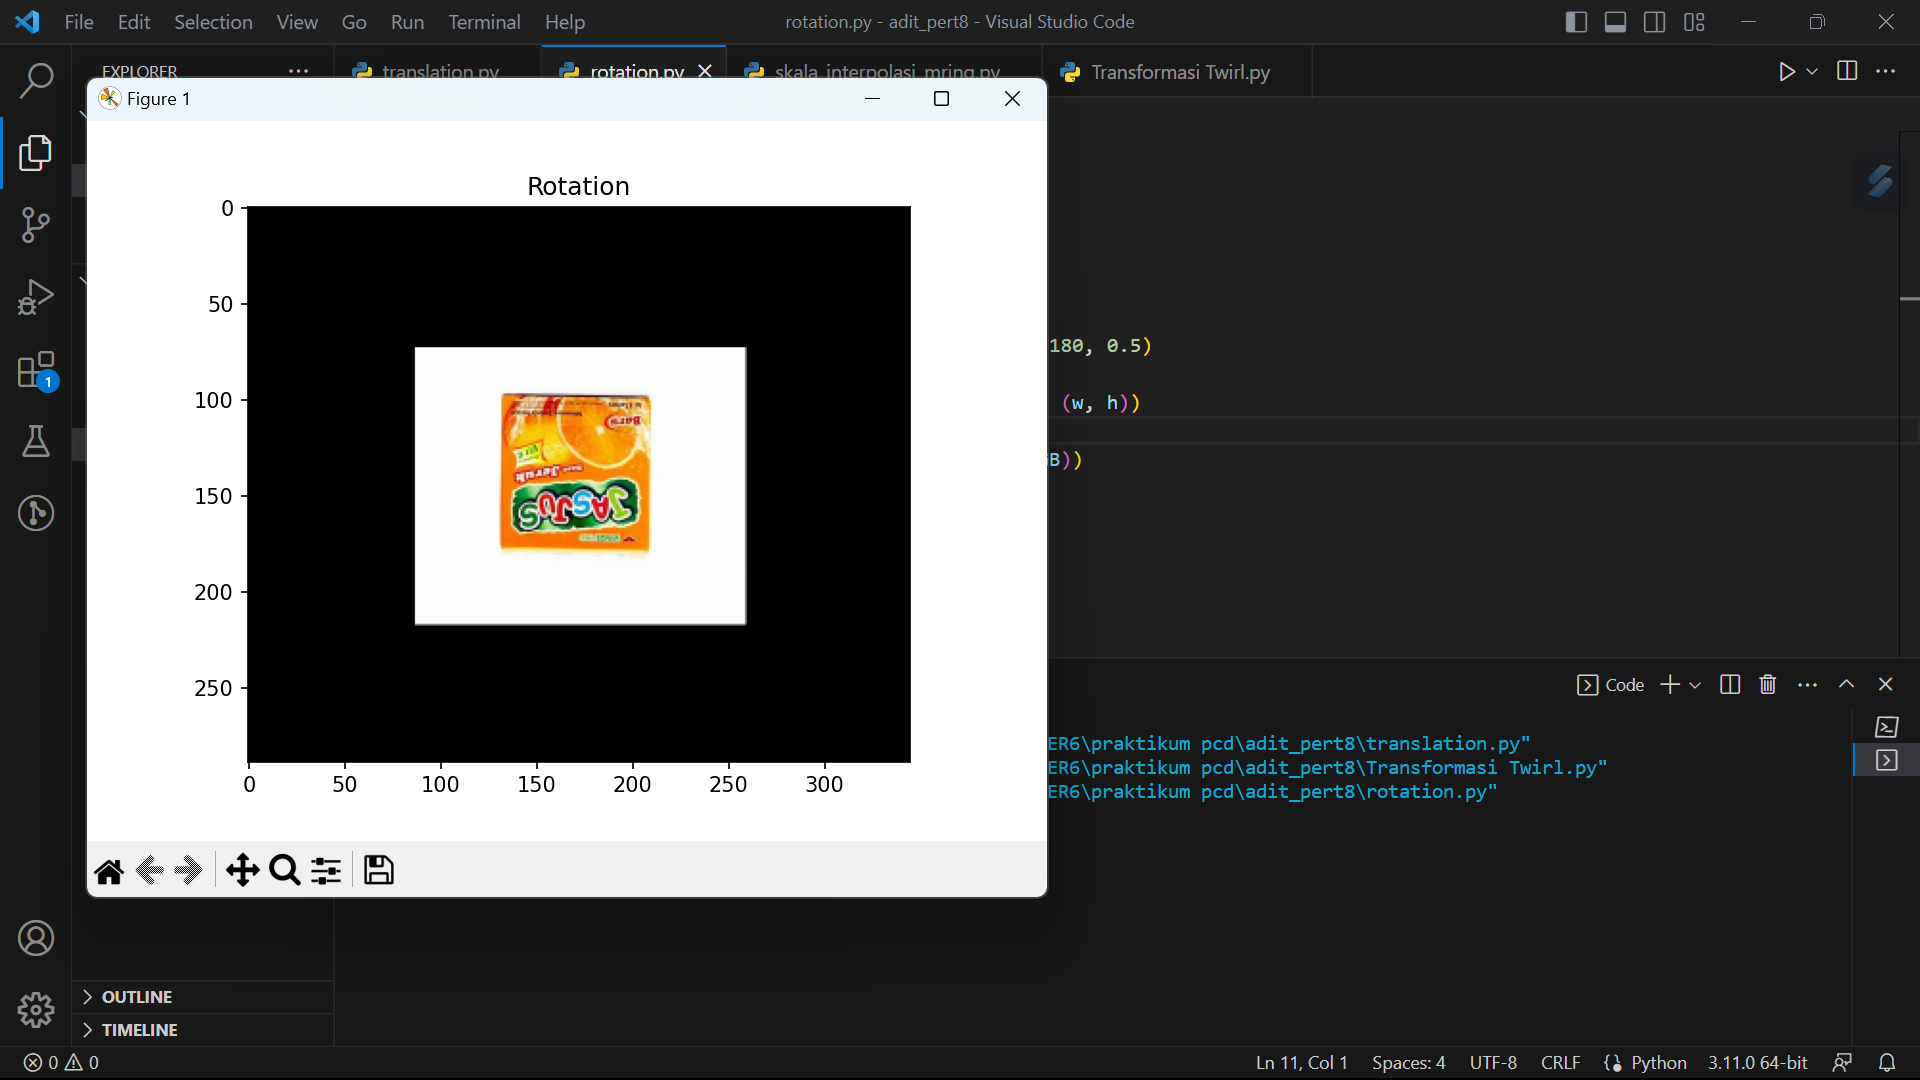 File Edit Selection View Go Run Terminal Help
rotation.py - adit_pert8 - Visual Studio Code
EXPLORER
translation.py
rotation.py
skala_interpolasi_mring.py
Transformasi Twirl.py
Figure 1
Rotation
0
50
100
150
200
250
0 50 100 150 200 250 300
Baru
Jeruk
JASJUS
180, 0.5)
(w, h))
B))
Code
ER6\praktikum pcd\adit_pert8\translation.py"
ER6\praktikum pcd\adit_pert8\Transformasi Twirl.py"
ER6\praktikum pcd\adit_pert8\rotation.py"
1
OUTLINE
TIMELINE
0 0
Ln 11, Col 1 Spaces: 4 UTF-8 CRLF Python 3.11.0 64-bit